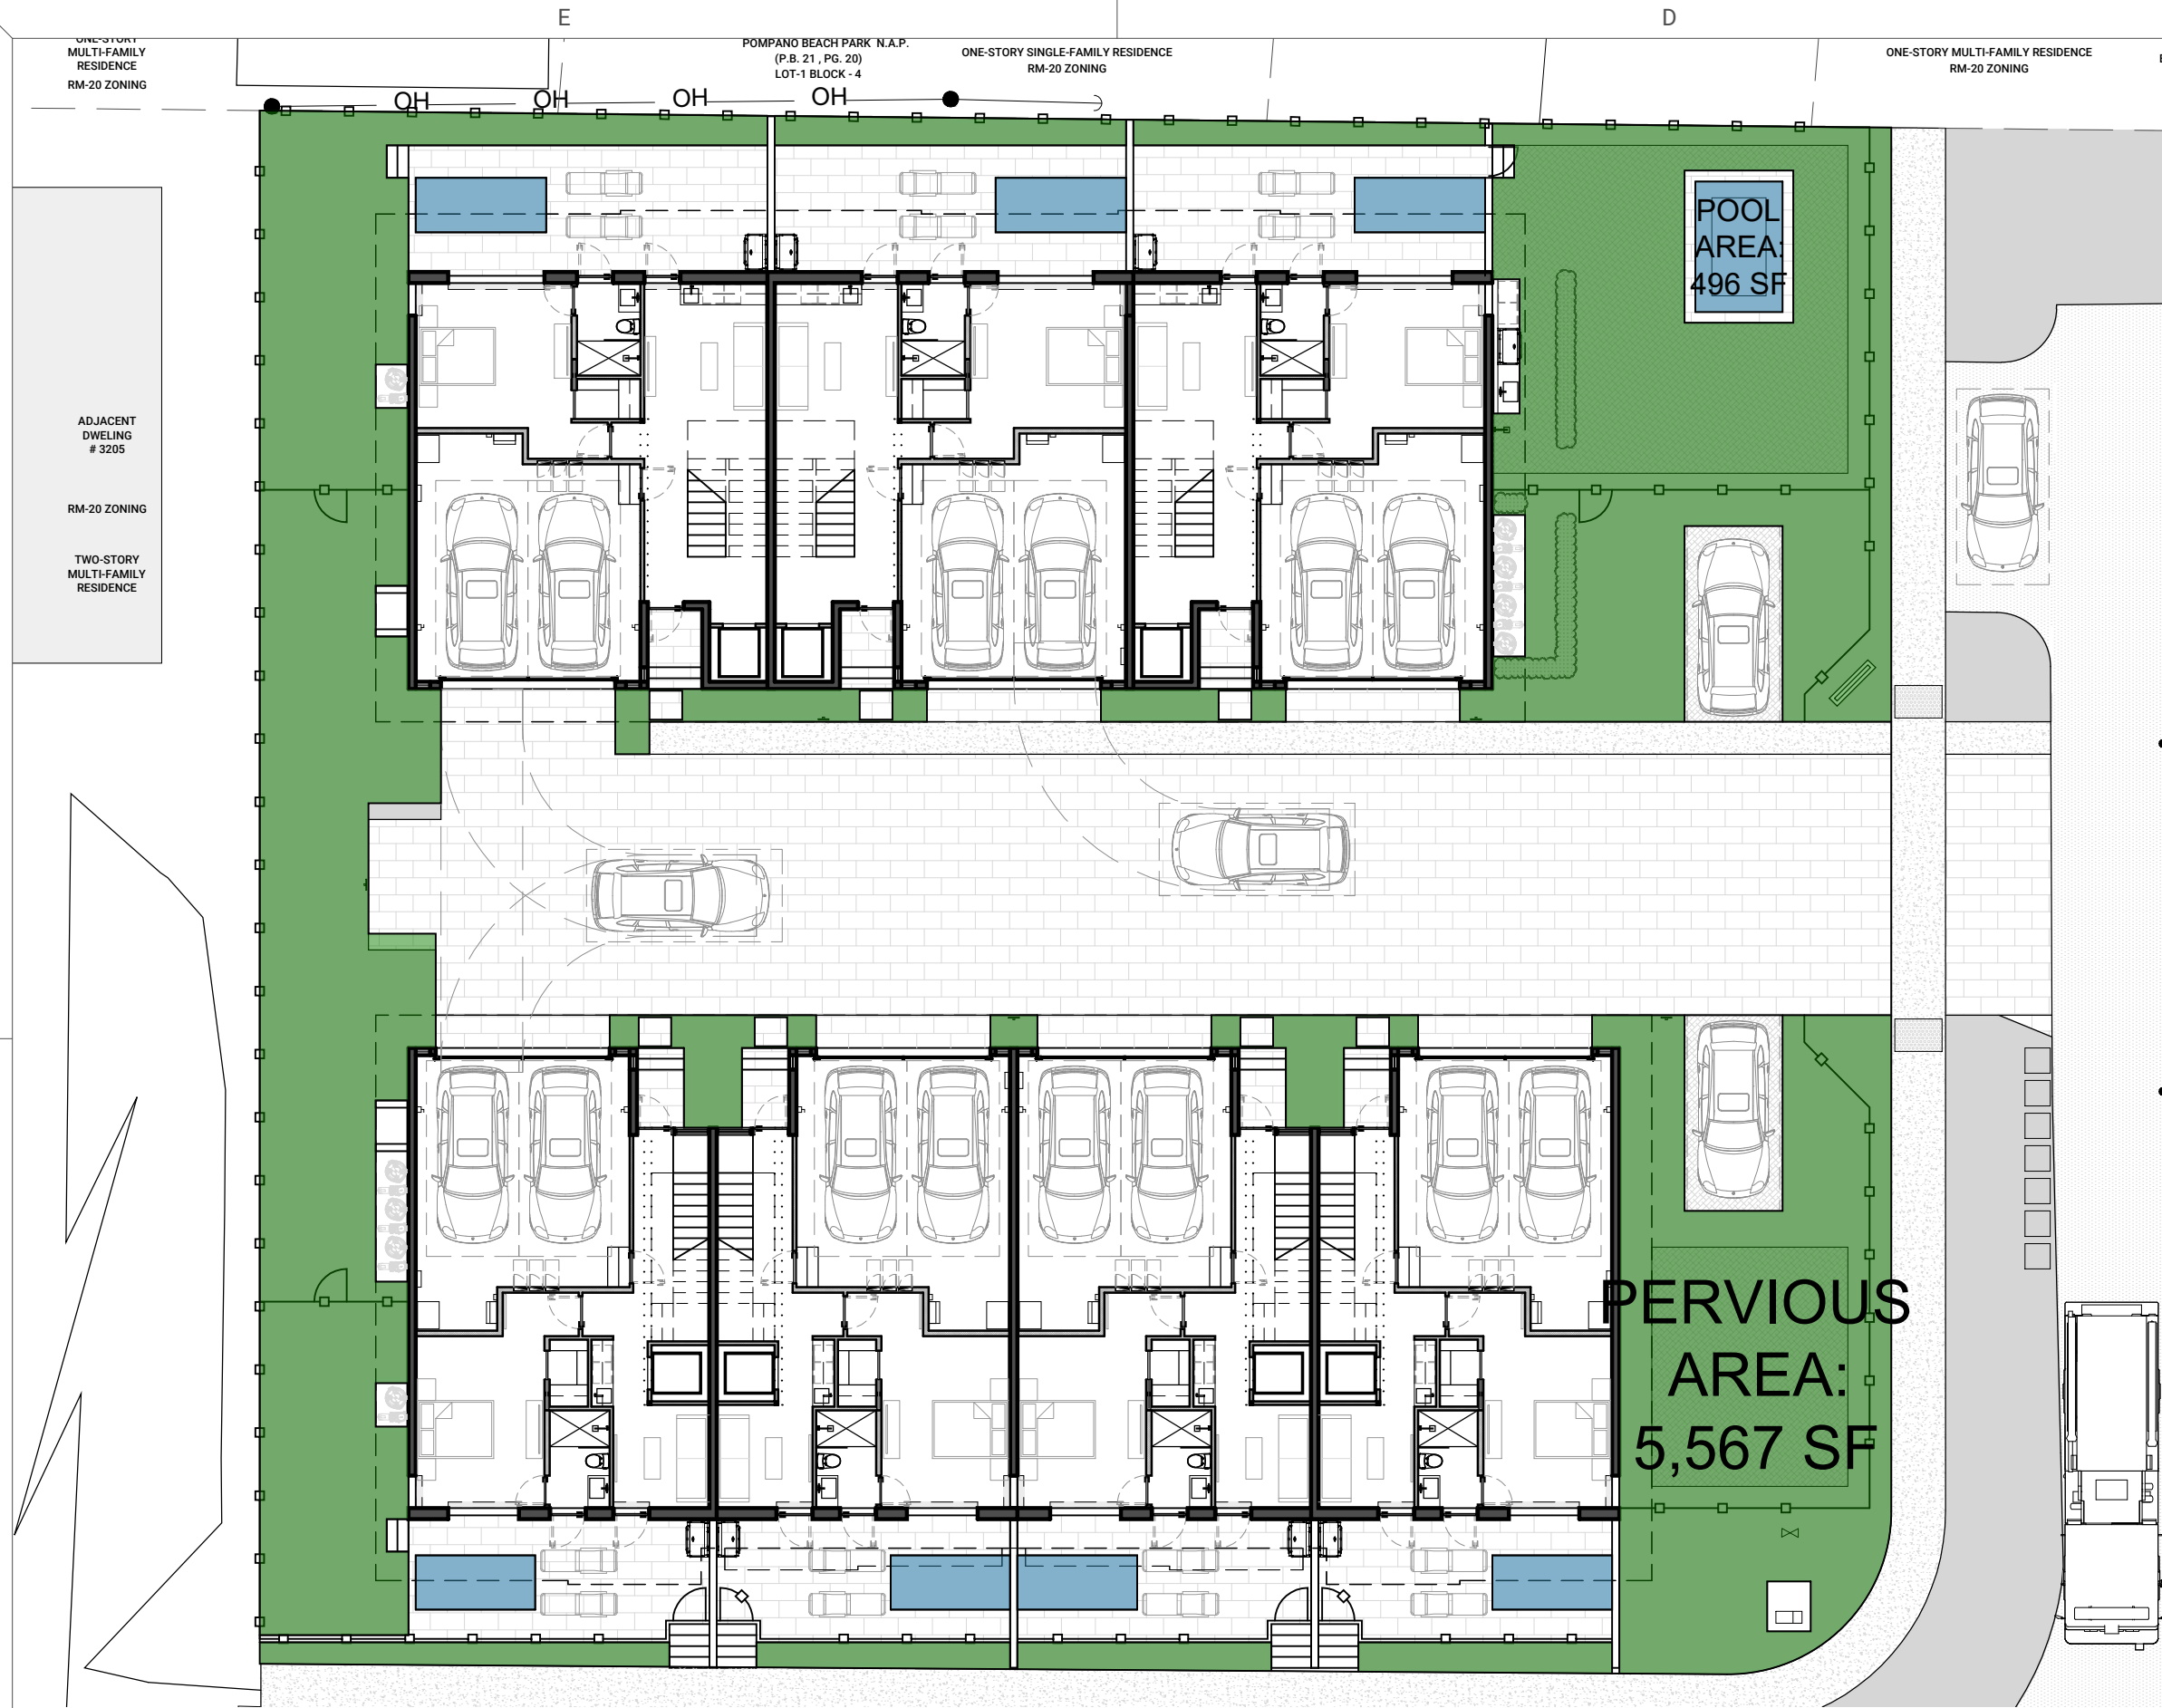 E
D
ONE-STORY
MULTI-FAMILY
RESIDENCE
RM-20 ZONING
POMPANO BEACH PARK N.A.P.
(P.B. 21 , PG. 20)
LOT-1 BLOCK - 4
ONE-STORY SINGLE-FAMILY RESIDENCE
RM-20 ZONING
ONE-STORY MULTI-FAMILY RESIDENCE
RM-20 ZONING
OH
OH
OH
OH
POOL
AREA:
496 SF
ADJACENT
DWELING
# 3205
RM-20 ZONING
TWO-STORY
MULTI-FAMILY
RESIDENCE
PERVIOUS
AREA:
5,567 SF